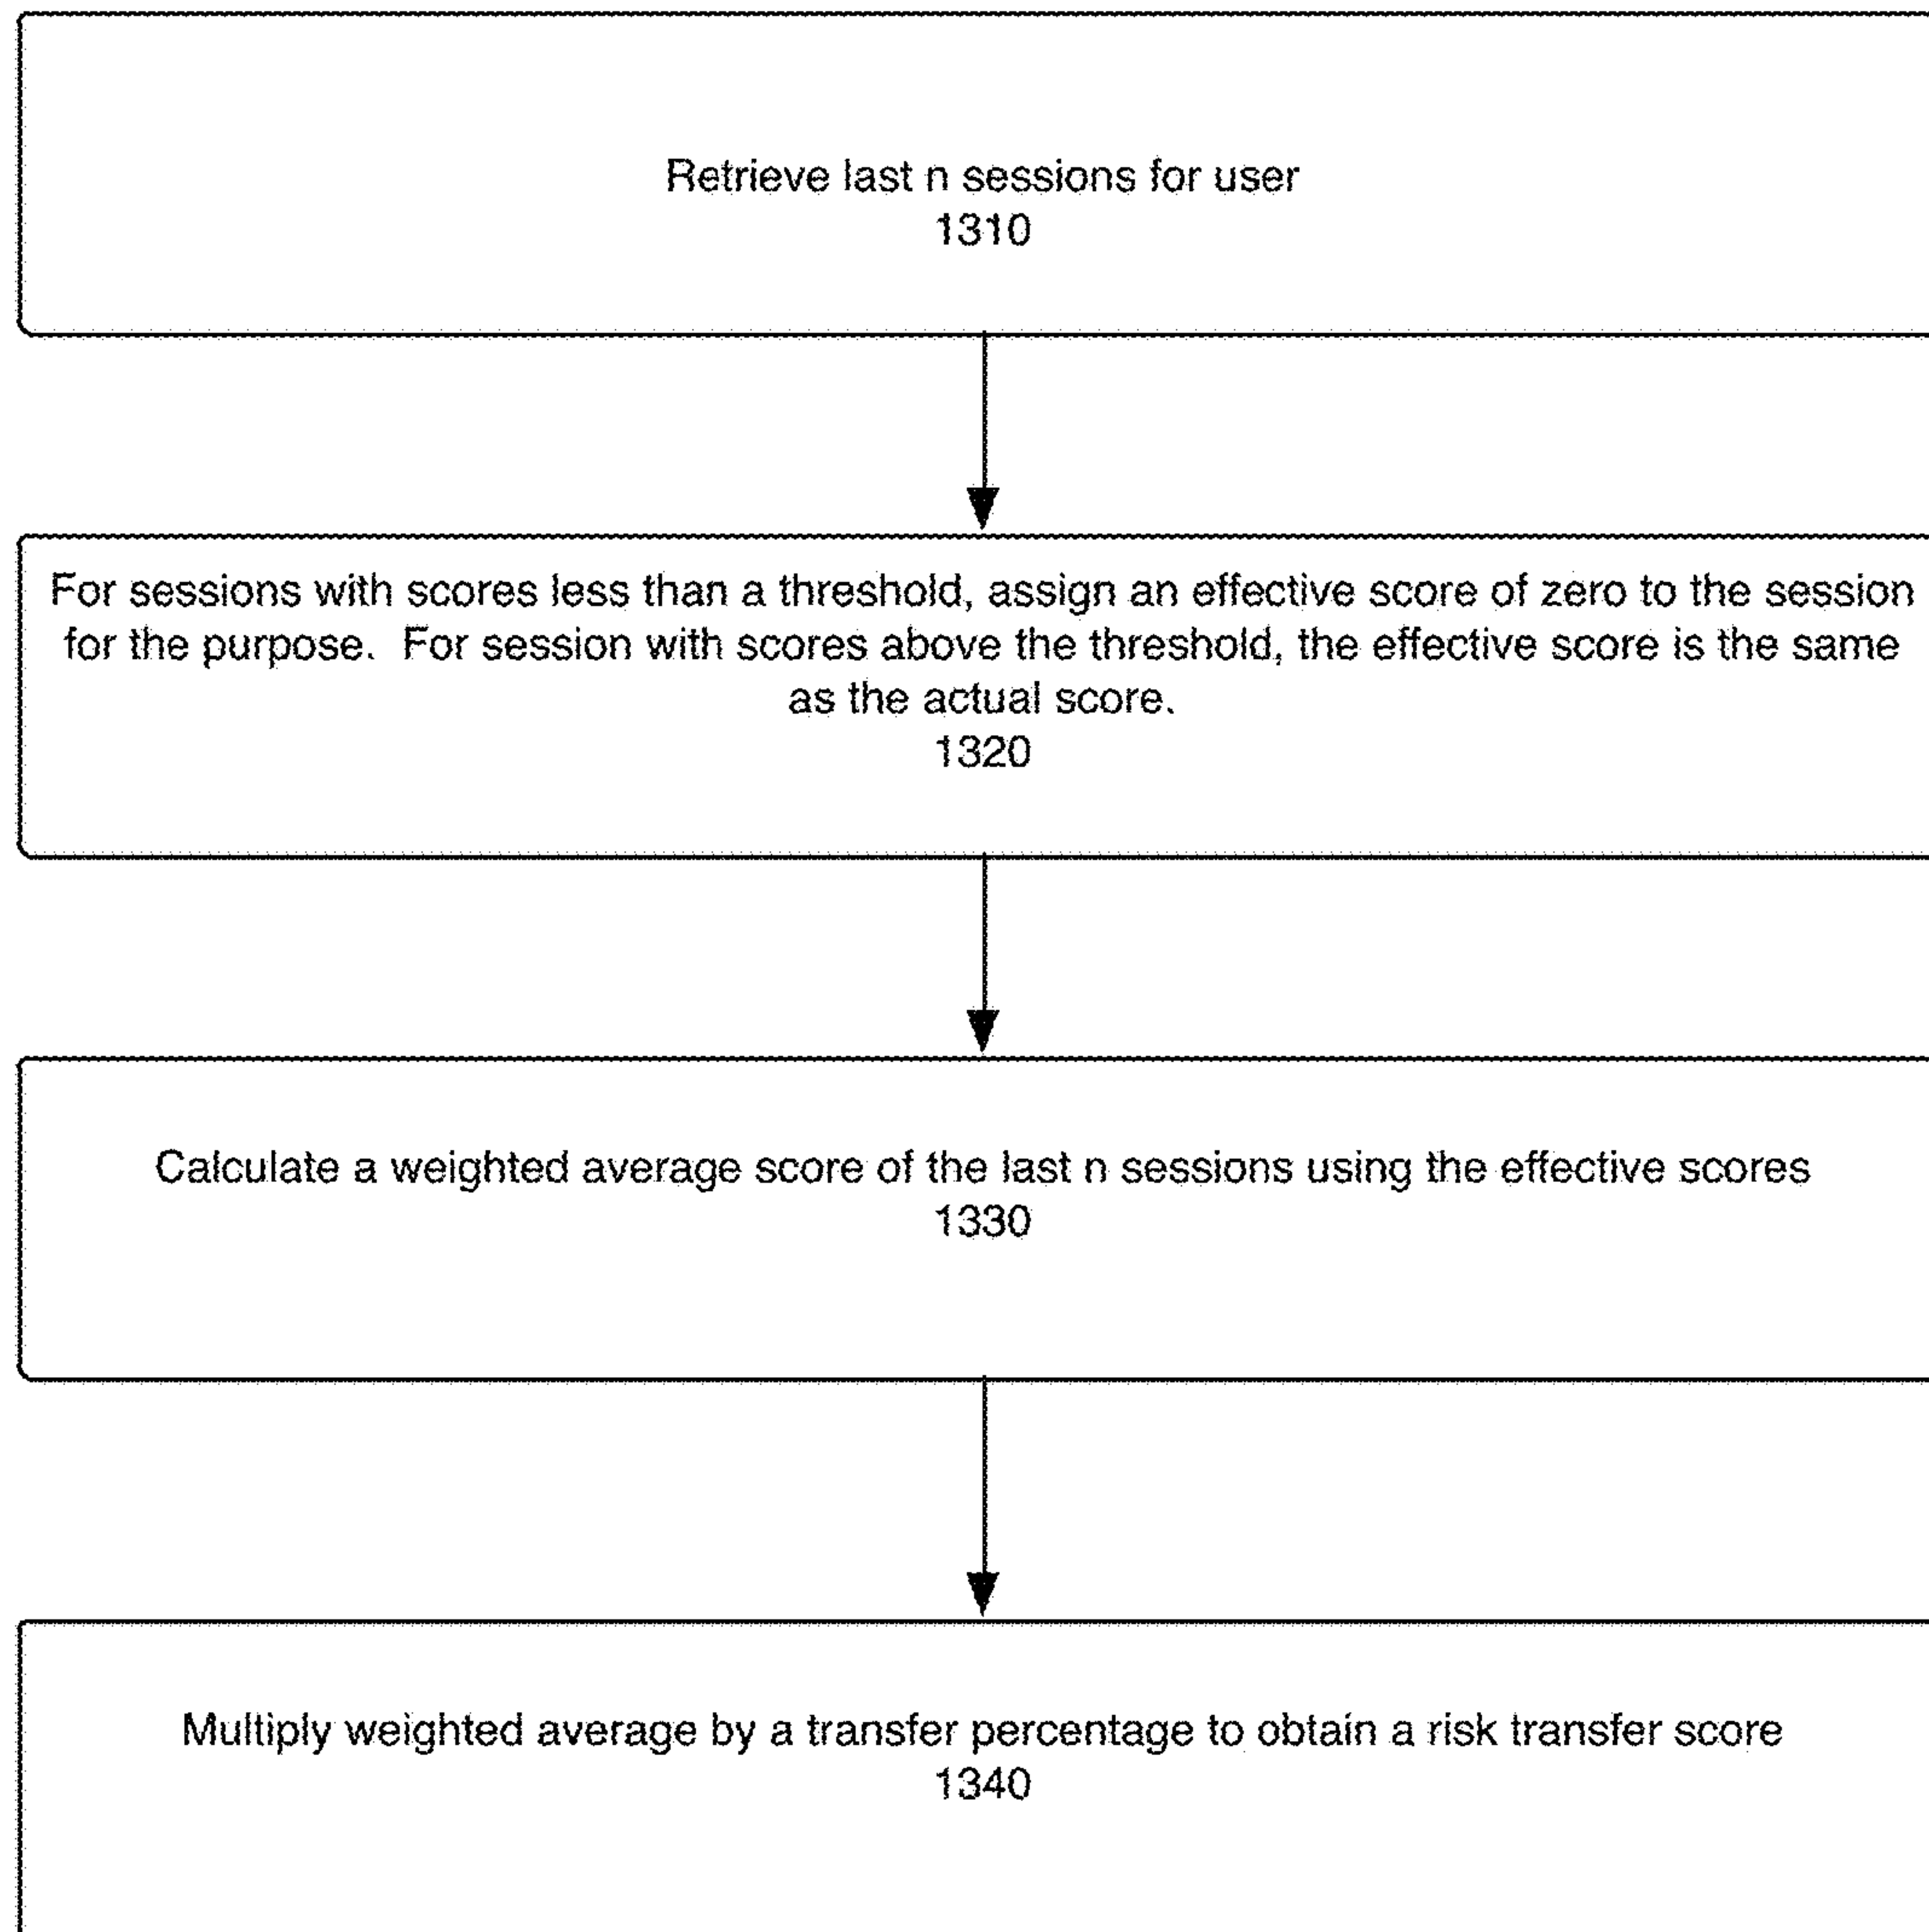 Retrieve last n sessions for user
1310
For sessions with scores less than a threshold, assign an effective score of zero to the session
for the purpose.  For session with scores above the threshold, the effective score is the same
as the actual score.
1320
Calculate a weighted average score of the last n sessions using the effective scores
1330
Multiply weighted average by a transfer percentage to obtain a risk transfer score
1340